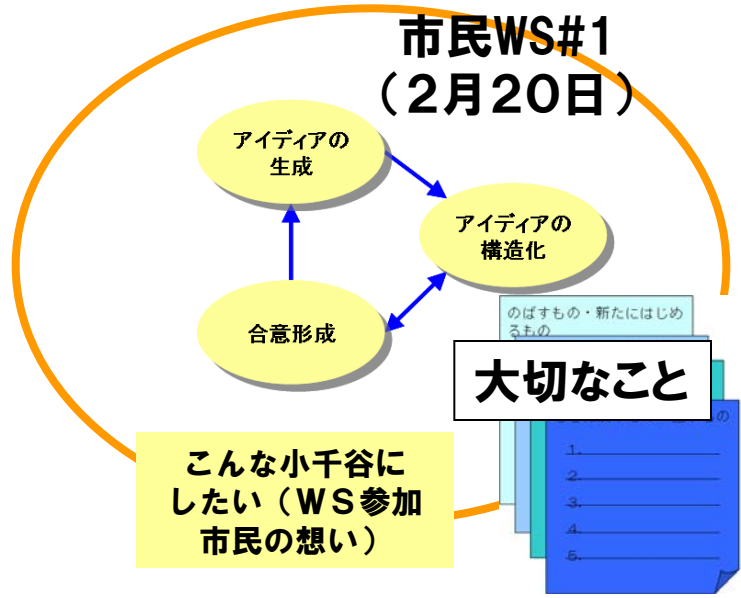 市民WS#1
（２月２０日）
アイディアの
生成
アイディアの
構造化
合意形成
のばすもの・新たにはじめ
るもの
大切なこと
の
1.
2.
3.
4.
5.
こんな小千谷に
したい（ＷＳ参加
市民の想い）